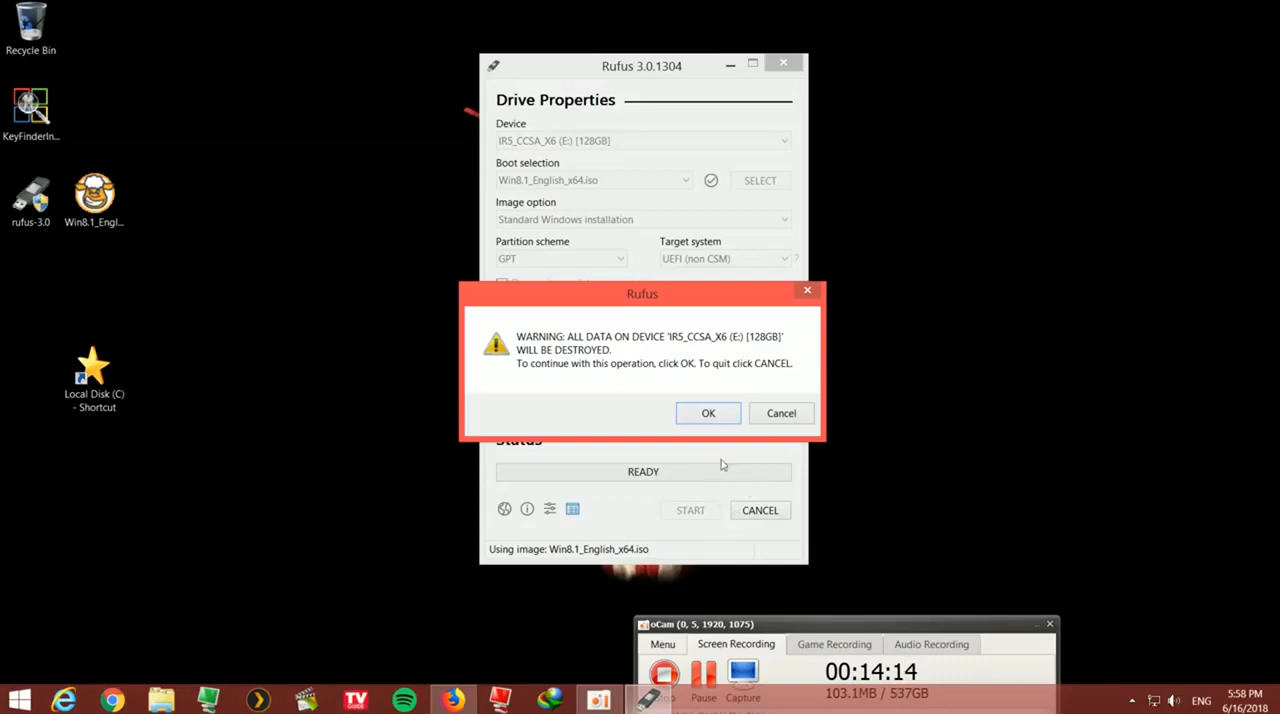 Recycle Bin
KeyFinderIn...
rufus-3.0
Win8.1_Engl...
Local Disk (C)
- Shortcut
Rufus 3.0.1304
Drive Properties
Device
IR5_CCSA_X6 (E:) [128GB]
Boot selection
Win8.1_English_x64.iso
SELECT
Image option
Standard Windows installation
Partition scheme
Target system
GPT
UEFI (non CSM)
?
Rufus
WARNING: ALL DATA ON DEVICE 'IR5_CCSA_X6 (E:) [128GB]'
WILL BE DESTROYED.
To continue with this operation, click OK. To quit click CANCEL.
OK
Cancel
Status
READY
START
CANCEL
Using image: Win8.1_English_x64.iso
oCam (0, 5, 1920, 1075)
Menu
Screen Recording
Game Recording
Audio Recording
00:14:14
103.1MB / 537GB
Pause
Capture
TV
GUIDE
ENG
5:58 PM
6/16/2018